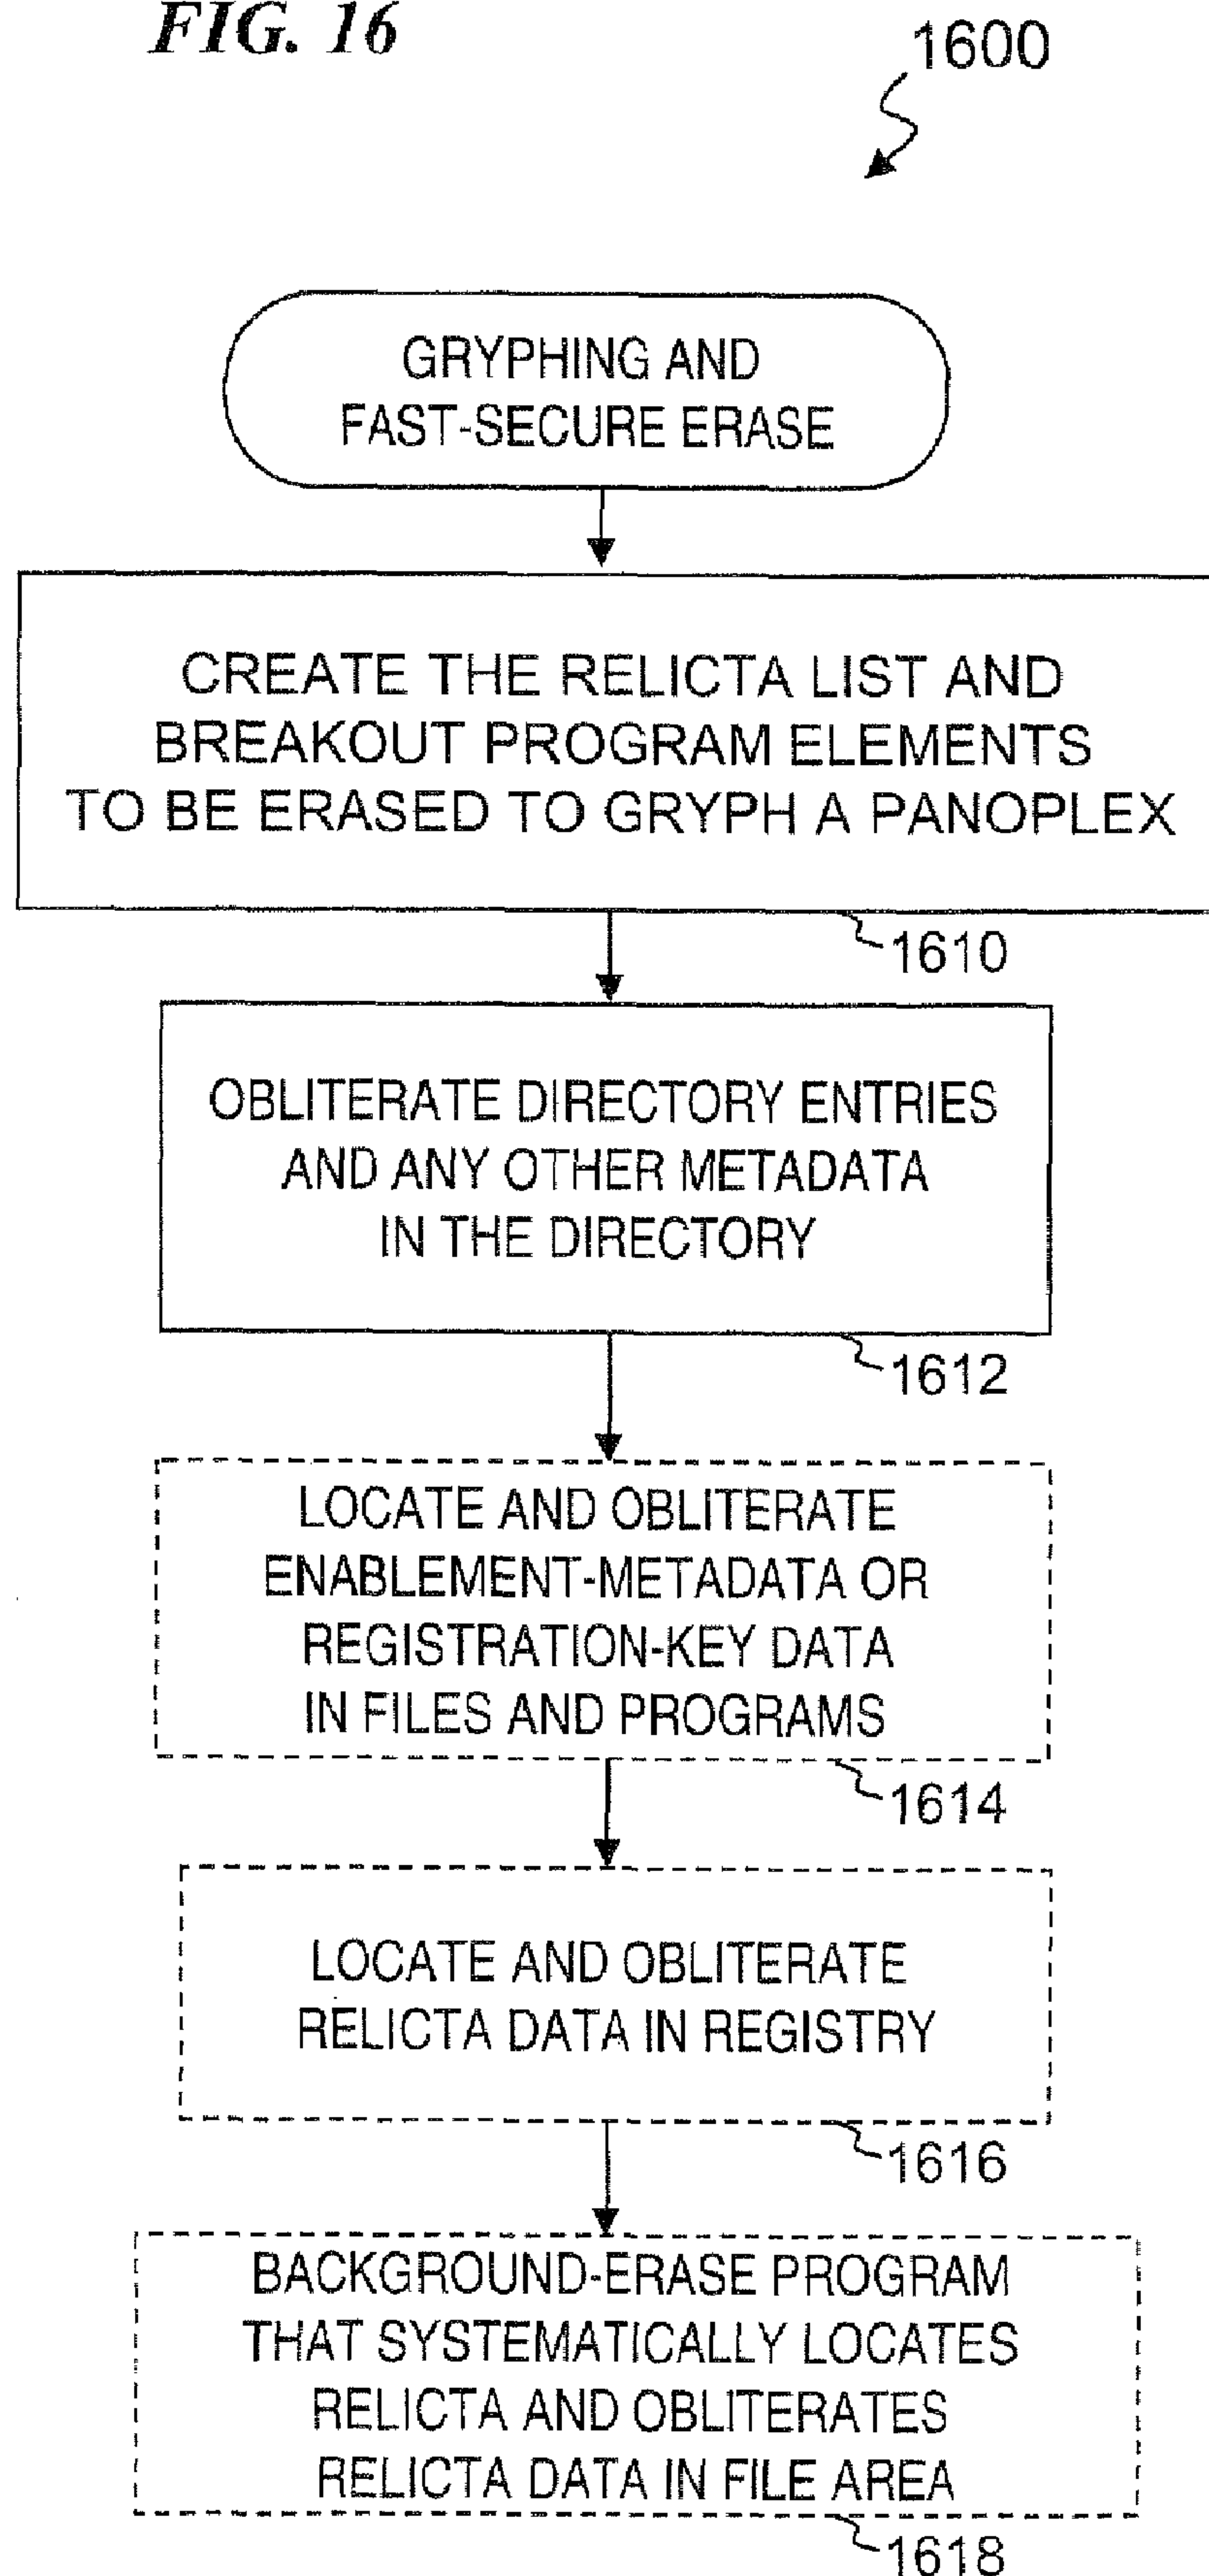 FIG. 16
1600
GRYPHING AND
FAST-SECURE ERASE
CREATE THE RELICTA LIST AND
BREAKOUT PROGRAM ELEMENTS
TO BE ERASED TO GRYPH A PANOPLEX
1610
OBLITERATE DIRECTORY ENTRIES
AND ANY OTHER METADATA
IN THE DIRECTORY
1612
LOCATE AND OBLITERATE
ENABLEMENT-METADATA OR
REGISTRATION-KEY DATA
IN FILES AND PROGRAMS
1614
LOCATE AND OBLITERATE
RELICTA DATA IN REGISTRY
1616
BACKGROUND-ERASE PROGRAM
THAT SYSTEMATICALLY LOCATES
RELICTA AND OBLITERATES
RELICTA DATA IN FILE AREA
1618